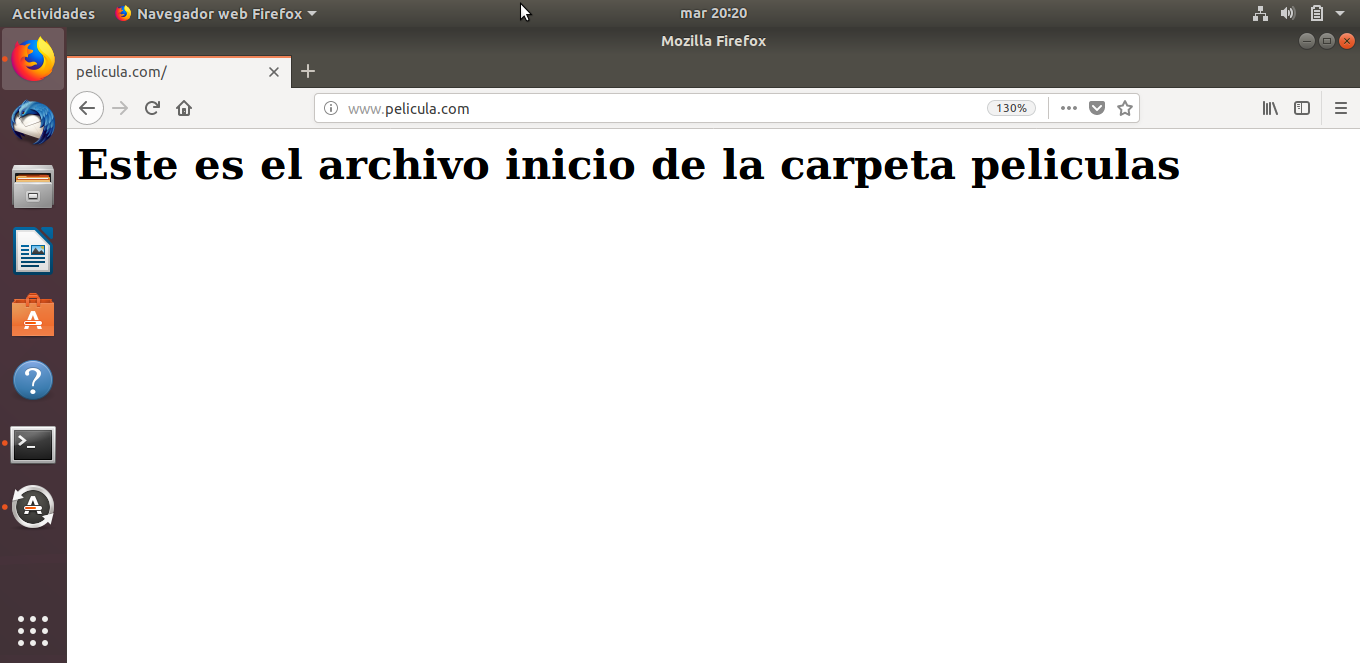 Actividades Navegador web Firefox mar 20:20
Mozilla Firefox
pelicula.com/
www.pelicula.com 130%
Este es el archivo inicio de la carpeta peliculas